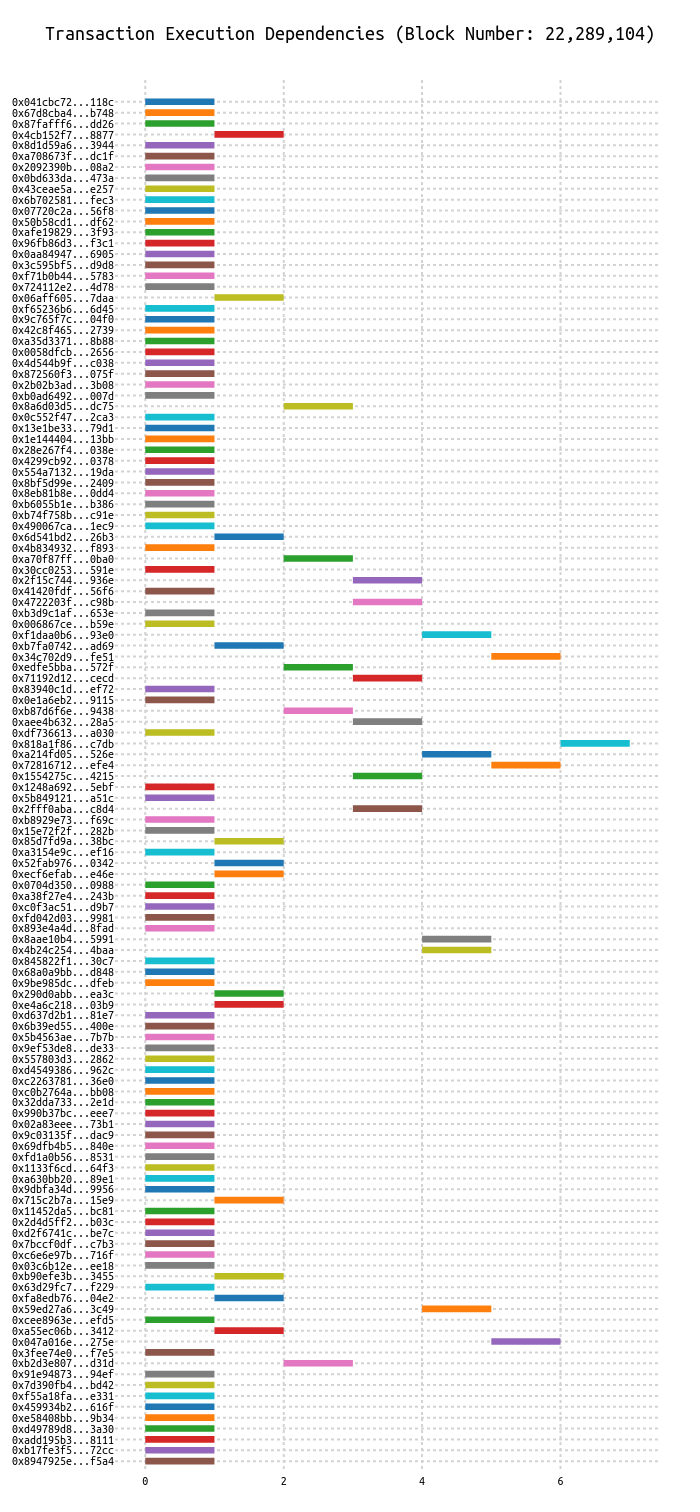 Transaction Execution Dependencies (Block Number: 22,289,104)
0x041cbc72...118c
0x67d8cba4...b748
0x87fafff6...dd26
0x4cb152f7...8877
0x8d1d59a6...3944
0xa708673f...dc1f
0x2092390b...08a2
0x0bd633da...473a
0x43ceae5a...e257
0x6b702581...fec3
0x07720c2a...56f8
0x50b58cd1...df62
0xafe19829...3f93
0x96fb86d3...f3c1
0x0aa84947...6905
0x3c595bf5...d9d8
0xf71b0b44...5783
0x724112e2...4d78
0x06aff605...7daa
0xf65236b6...6d45
0x9c765f7c...04f0
0x42c8f465...2739
0xa35d3371...8b88
0x0058dfcb...2656
0x4d544b9f...c038
0x872560f3...075f
0x2b02b3ad...3b08
0xb0ad6492...007d
0x8a6d03d5...dc75
0x0c552f47...2ca3
0x13e1be33...79d1
0x1e144404...13bb
0x28e267f4...038e
0x4299cb92...0378
0x554a7132...19da
0x8bf5d99e...2409
0x8eb81b8e...0dd4
0xb6055b1e...b386
0xb74f758b...c91e
0x490067ca...1ec9
0x6d541bd2...26b3
0x4b834932...f893
0xa70f87ff...0ba0
0x30cc0253...591e
0x2f15c744...936e
0x41420fdf...56f6
0x4722203f...c98b
0xb3d9c1af...653e
0x006867ce...b59e
0xf1daa0b6...93e0
0xb7fa0742...ad69
0x34c702d9...fe51
0xedfe5bba...572f
0x71192d12...cecd
0x83940c1d...ef72
0x0e1a6eb2...9115
0xb87d6f6e...9438
0xaee4b632...28a5
0xdf736613...a030
0x818a1f86...c7db
0xa214fd05...526e
0x72816712...efe4
0x1554275c...4215
0x1248a692...5ebf
0x5b849121...a51c
0x2fff0aba...c8d4
0xb8929e73...f69c
0x15e72f2f...282b
0x85d7fd9a...38bc
0xa3154e9c...ef16
0x52fab976...0342
0xecf6efab...e46e
0x0704d350...0988
0xa38f27e4...243b
0xc0f3ac51...d9b7
0xfd042d03...9981
0x893e4a4d...8fad
0x8aae10b4...5991
0x4b24c254...4baa
0x845822f1...30c7
0x68a0a9bb...d848
0x9be985dc...dfeb
0x290d0abb...ea3c
0xe4a6c218...03b9
0xd637d2b1...81e7
0x6b39ed55...400e
0x5b4563ae...7b7b
0x9ef53de8...de33
0x557803d3...2862
0xd4549386...962c
0xc2263781...36e0
0xc0b2764a...bb08
0x32dda733...2e1d
0x990b37bc...eee7
0x02a83eee...73b1
0x9c03135f...dac9
0x69dfb4b5...840e
0xfd1a0b56...8531
0x1133f6cd...64f3
0xa630bb20...89e1
0x9dbfa34d...9956
0x715c2b7a...15e9
0x11452da5...bc81
0x2d4d5ff2...b03c
0xd2f6741c...be7c
0x7bccf0df...c7b3
0xc6e6e97b...716f
0x03c6b12e...ee18
0xb90efe3b...3455
0x63d29fc7...f229
0xfa8edb76...04e2
0x59ed27a6...3c49
0xcee8963e...efd5
0xa55ec06b...3412
0x047a016e...275e
0x3fee74e0...f7e5
0xb2d3e807...d31d
0x91e94873...94ef
0x7d390fb4...bd42
0xf55a18fa...e331
0x459934b2...616f
0xe58408bb...9b34
0xd49789d8...3a30
0xadd195b3...8111
0xb17fe3f5...72cc
0x8947925e...f5a4
0 2 4 6